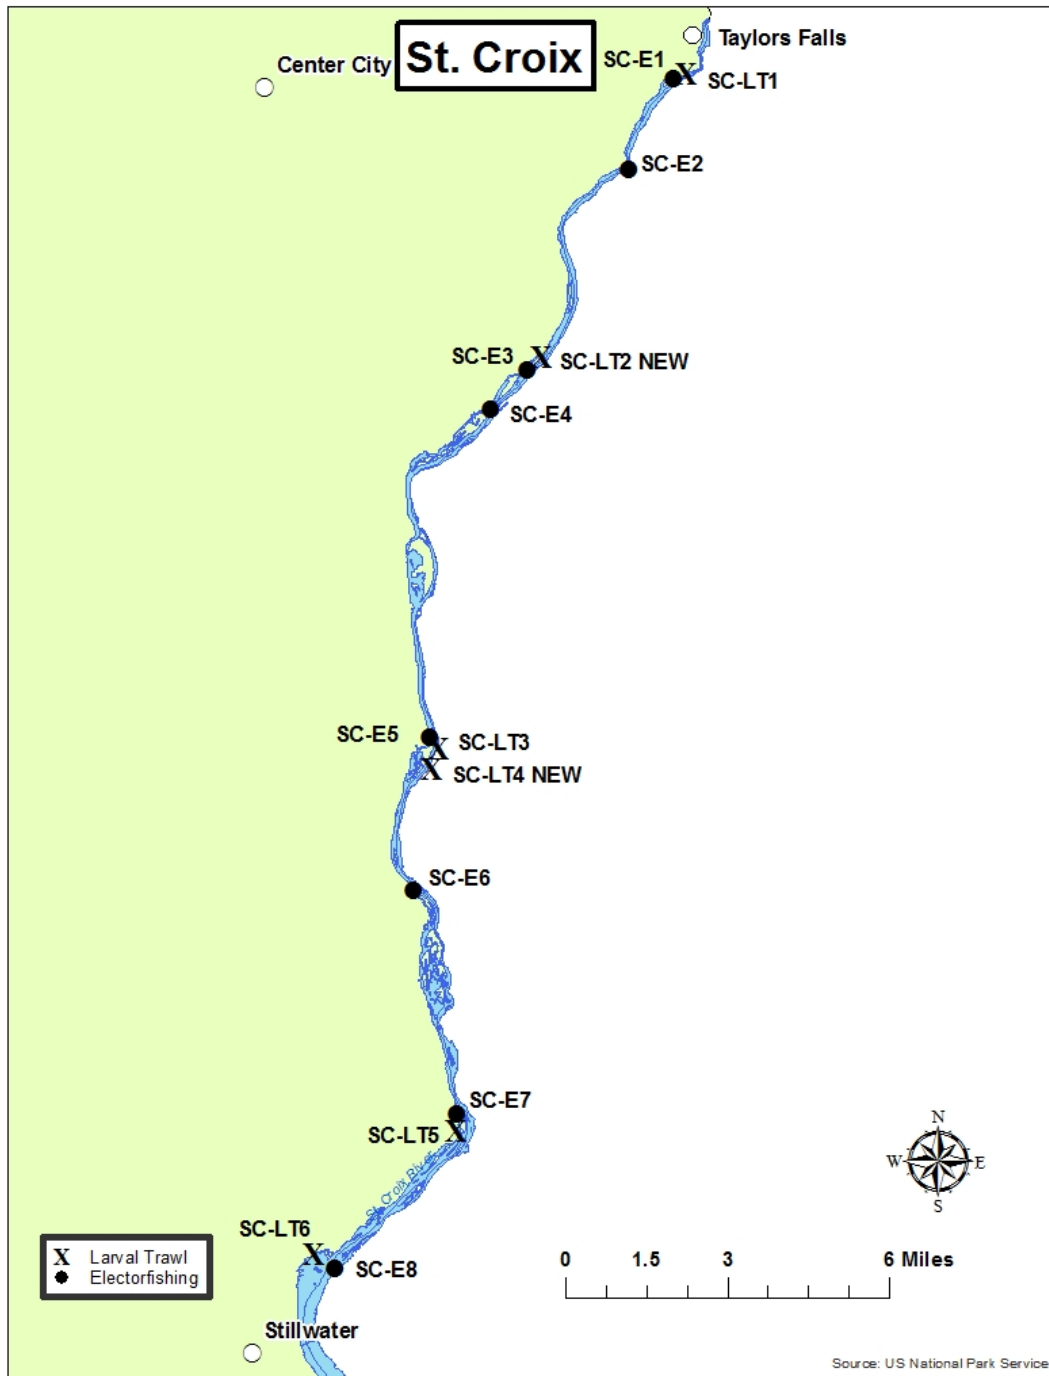 St. Croix
Taylors Falls
Center City
SC-E1
SC-LT1
SC-E2
SC-E3
SC-LT2 NEW
SC-E4
SC-E5
SC-LT3
SC-LT4 NEW
SC-E6
SC-E7
SC-LT5
St. Croix River
SC-LT6
SC-E8
Stillwater
X Larval Trawl
Electorfishing
N
W E
S
0 1.5 3 6 Miles
Source: US National Park Service